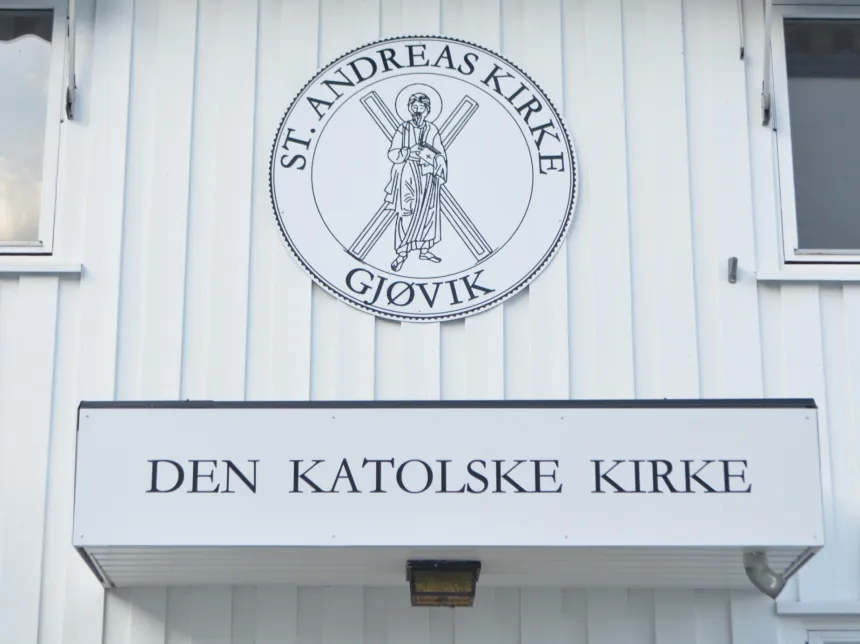 ST. ANDREAS KIRKE
GJØVIK
DEN KATOLSKE KIRKE